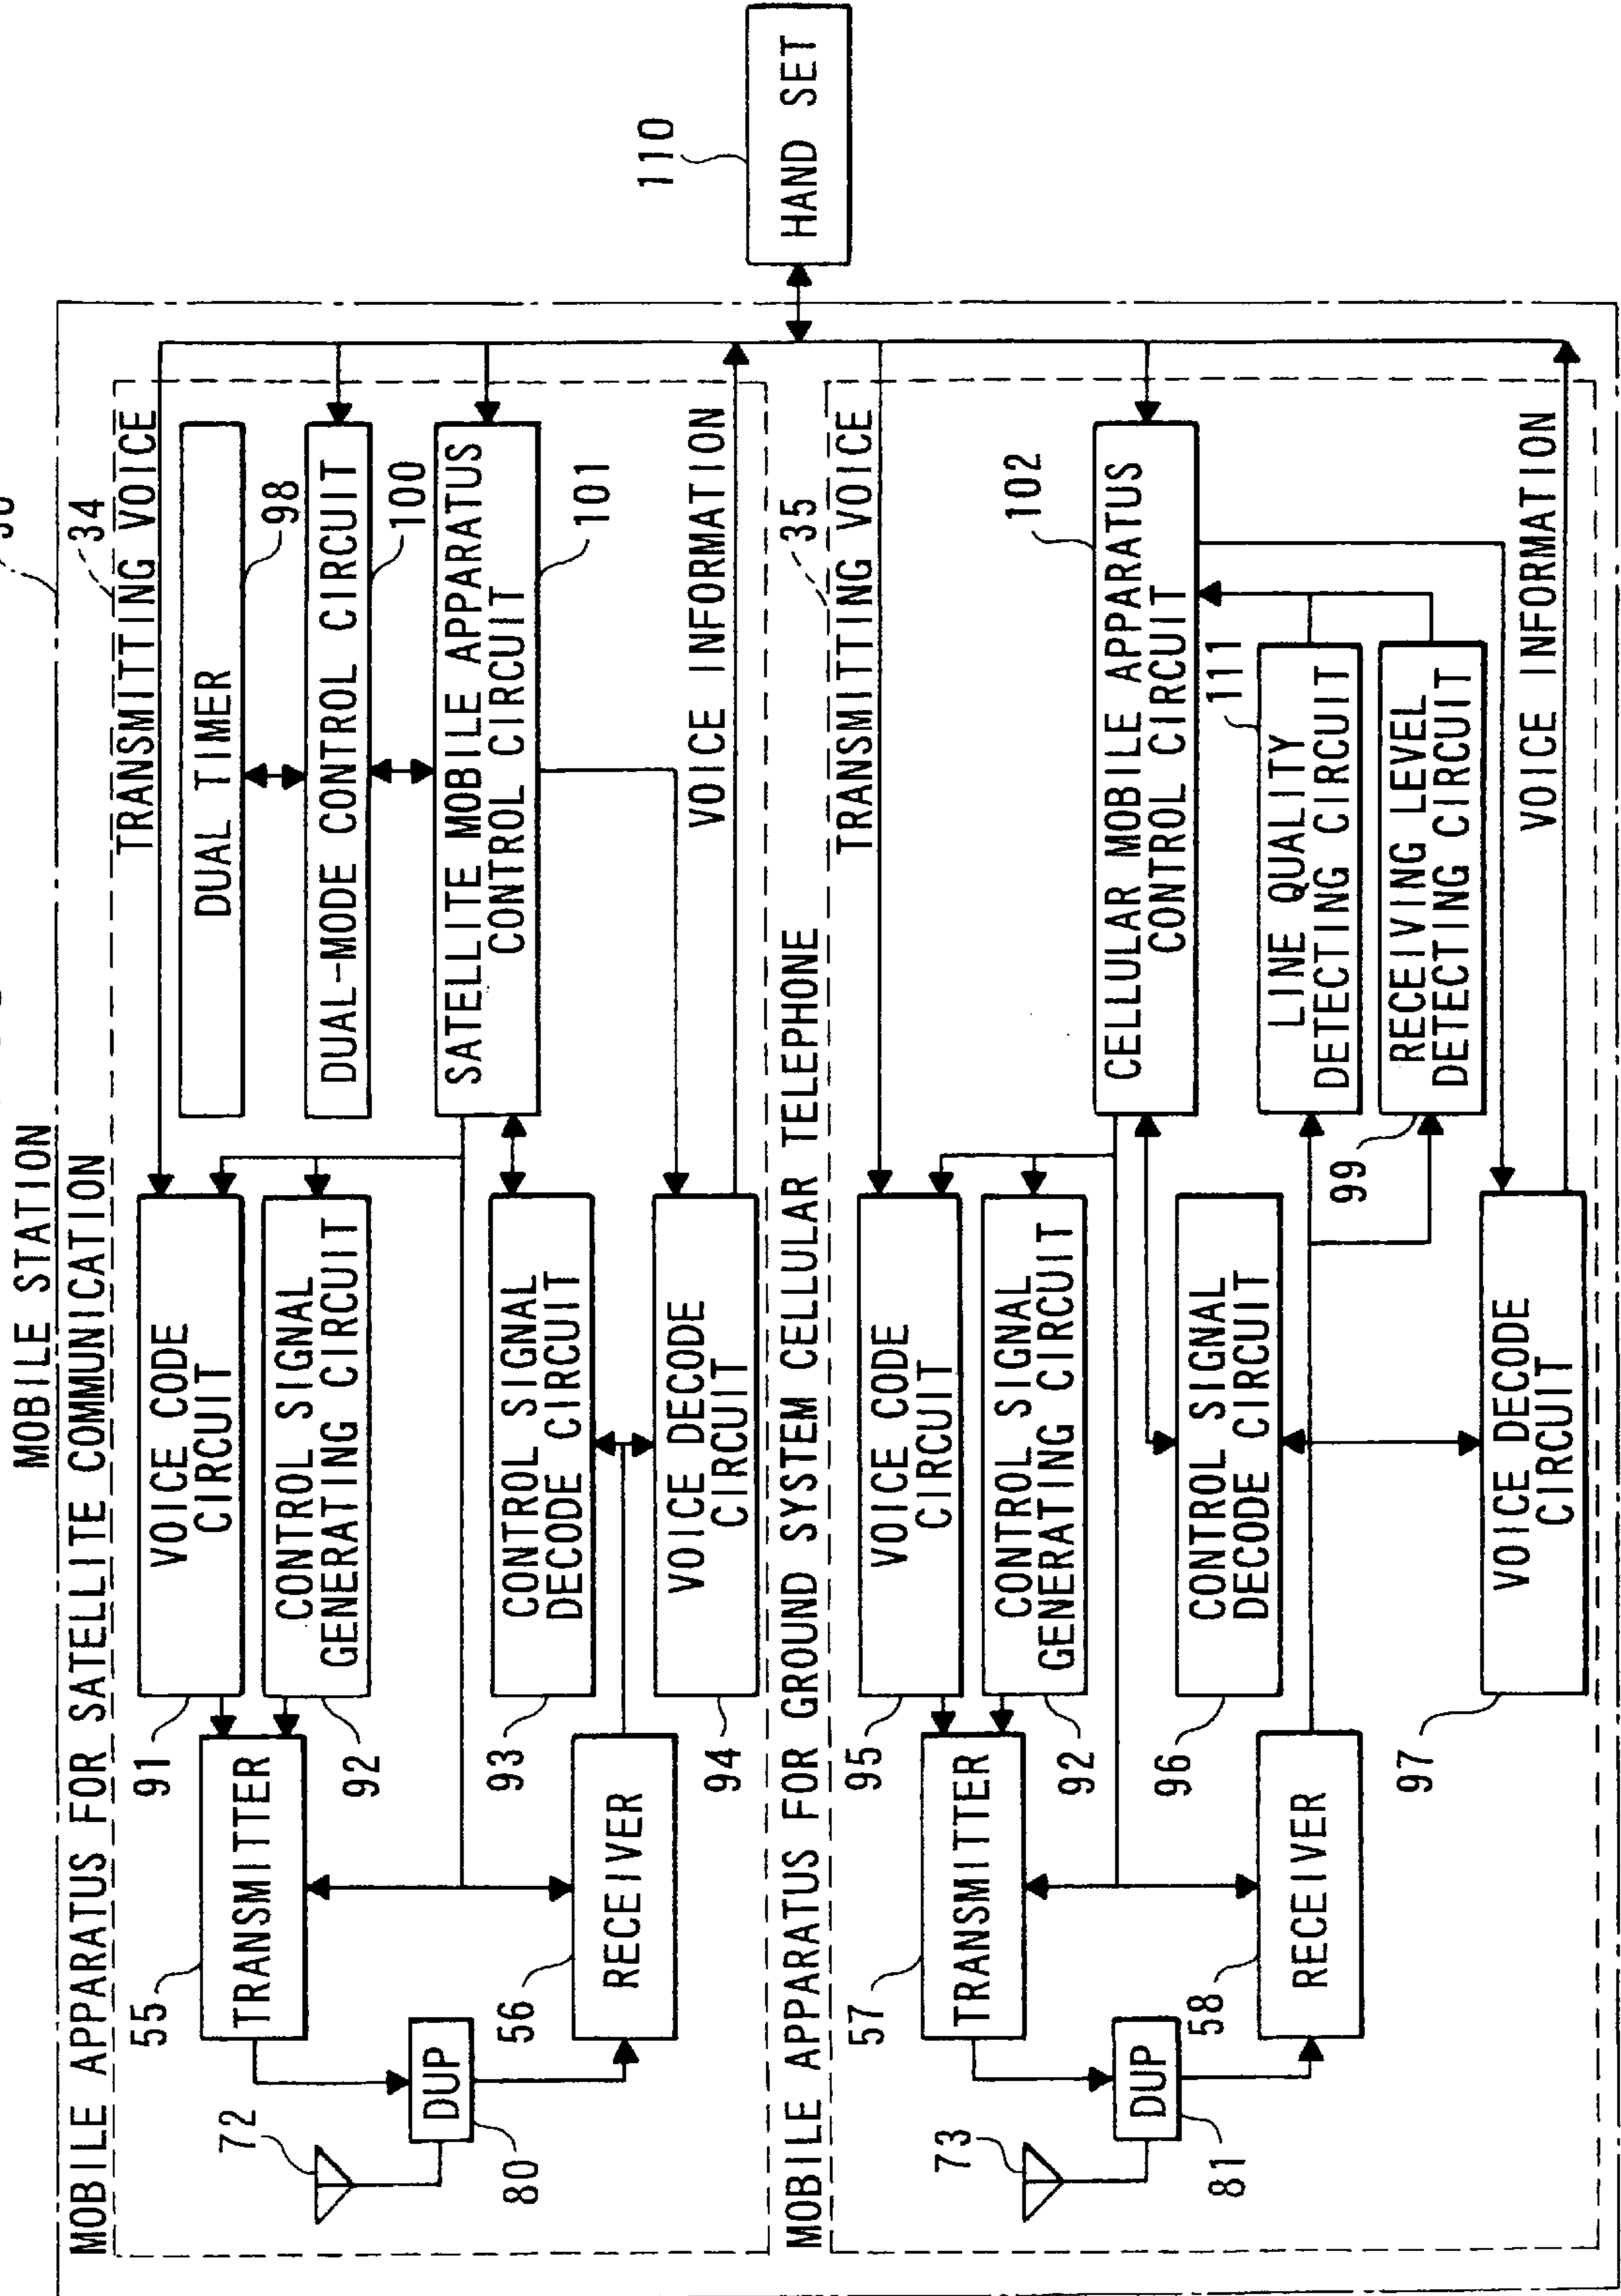 MOBILE STATION
MOBILE APPARATUS FOR SATELLITE COMMUNICATION
34
TRANSMITTING VOICE
55
TRANSMITTER
91
VOICE CODE
CIRCUIT
DUAL TIMER
98
92
CONTROL SIGNAL
GENERATING CIRCUIT
DUAL-MODE CONTROL CIRCUIT
100
72
DUP
80
93
CONTROL SIGNAL
DECODE CIRCUIT
SATELLITE MOBILE APPARATUS
CONTROL CIRCUIT
101
56
RECEIVER
94
VOICE DECODE
CIRCUIT
VOICE INFORMATION
110
HAND SET
MOBILE APPARATUS FOR GROUND SYSTEM CELLULAR TELEPHONE
35
TRANSMITTING VOICE
57
TRANSMITTER
95
VOICE CODE
CIRCUIT
92
CONTROL SIGNAL
GENERATING CIRCUIT
CELLULAR MOBILE APPARATUS
CONTROL CIRCUIT
102
73
DUP
81
96
CONTROL SIGNAL
DECODE CIRCUIT
58
RECEIVER
LINE QUALITY
DETECTING CIRCUIT
111
99
RECEIVING LEVEL
DETECTING CIRCUIT
97
VOICE DECODE
CIRCUIT
VOICE INFORMATION